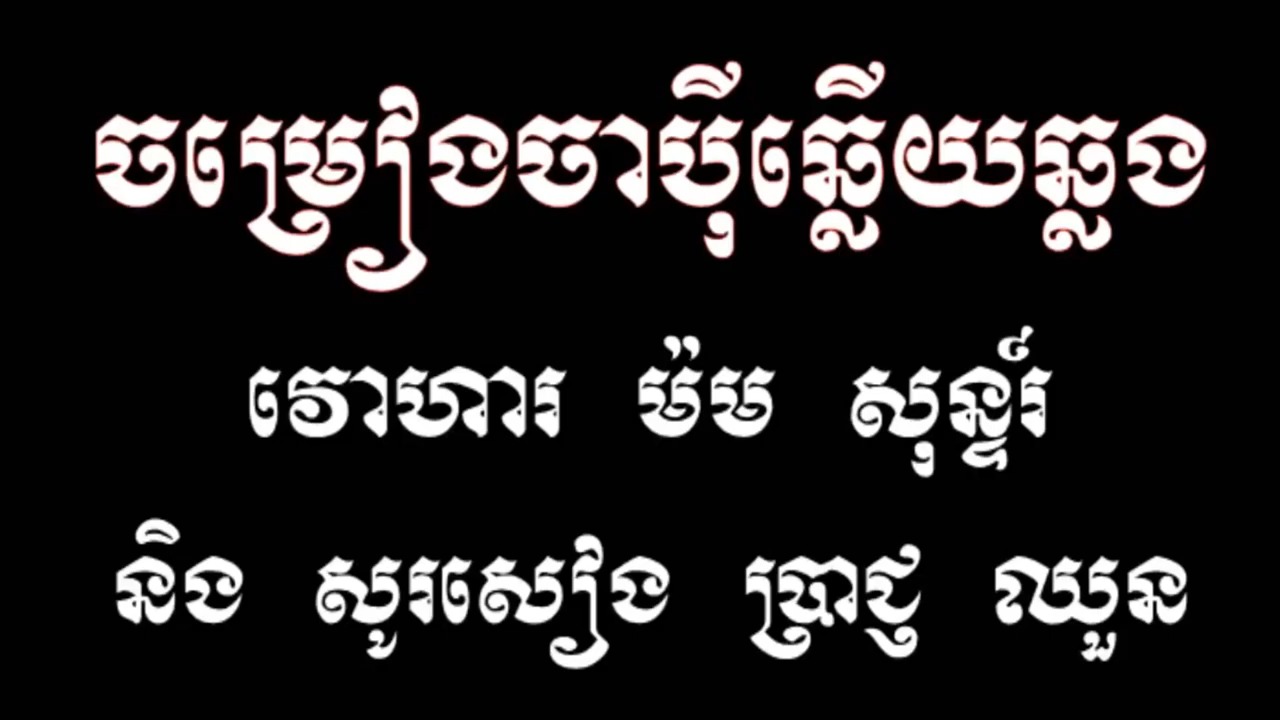 ចម្រៀងចាប៉ីឆ្លើយឆ្លង
វោហារ ម៉ម សុន្ទ័រ៍
និង សូរសៀង ប្រាជ្ញ ឈួន